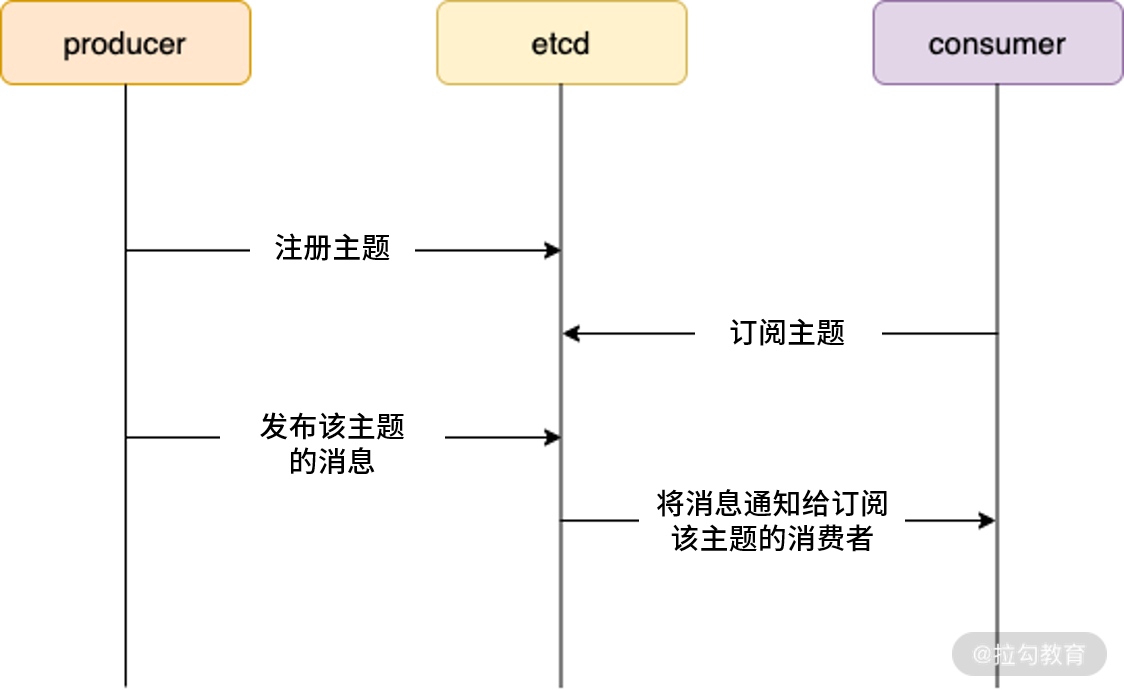 producer
etcd
consumer
注册主题
订阅主题
发布该主题
的消息
将消息通知给订阅
该主题的消费者
@拉勾教育